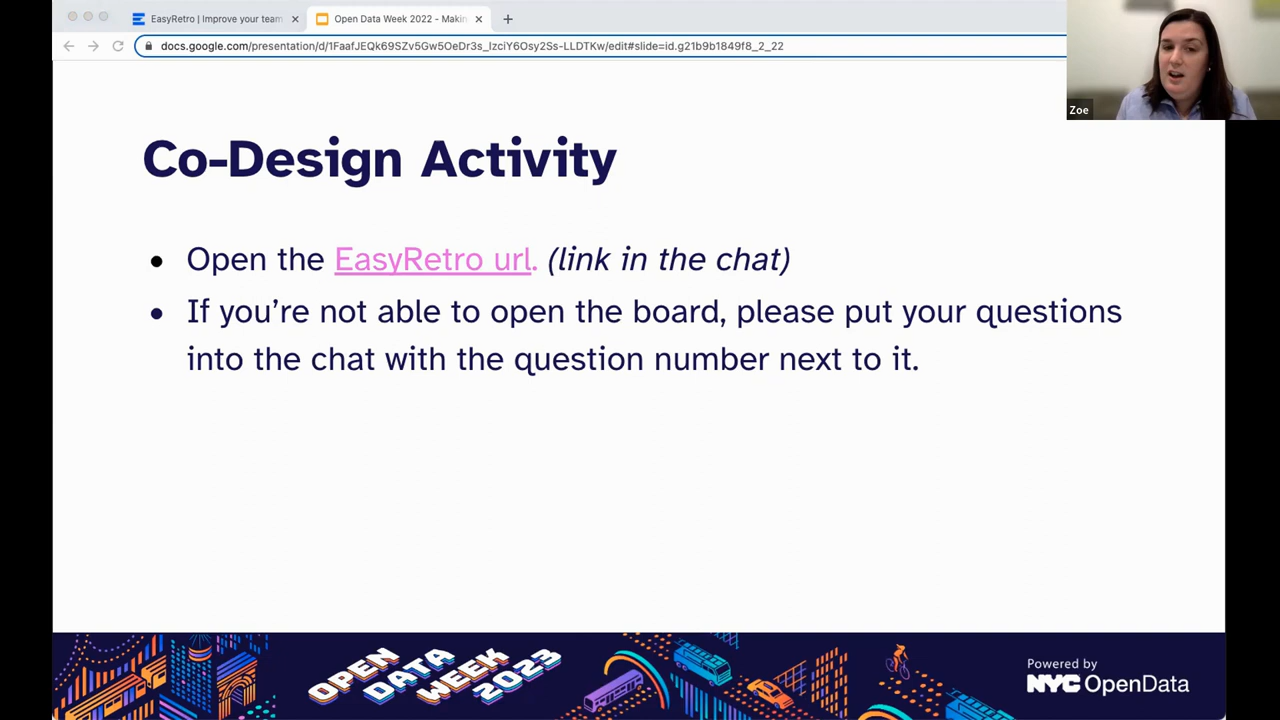 EasyRetro | Improve your team
Open Data Week 2022 - Makin
docs.google.com/presentation/d/1FaafJEQk69SZv5Gw5OeDr3s_IzciY6Osy2Ss-LLDTKw/edit#slide=id.g21b9b1849f8_2_22
Zoe
Co-Design Activity
• Open the EasyRetro url. (link in the chat)
• If you’re not able to open the board, please put your questions
into the chat with the question number next to it.
OPEN
DATA
WEEK
2023
Powered by
NYC OpenData